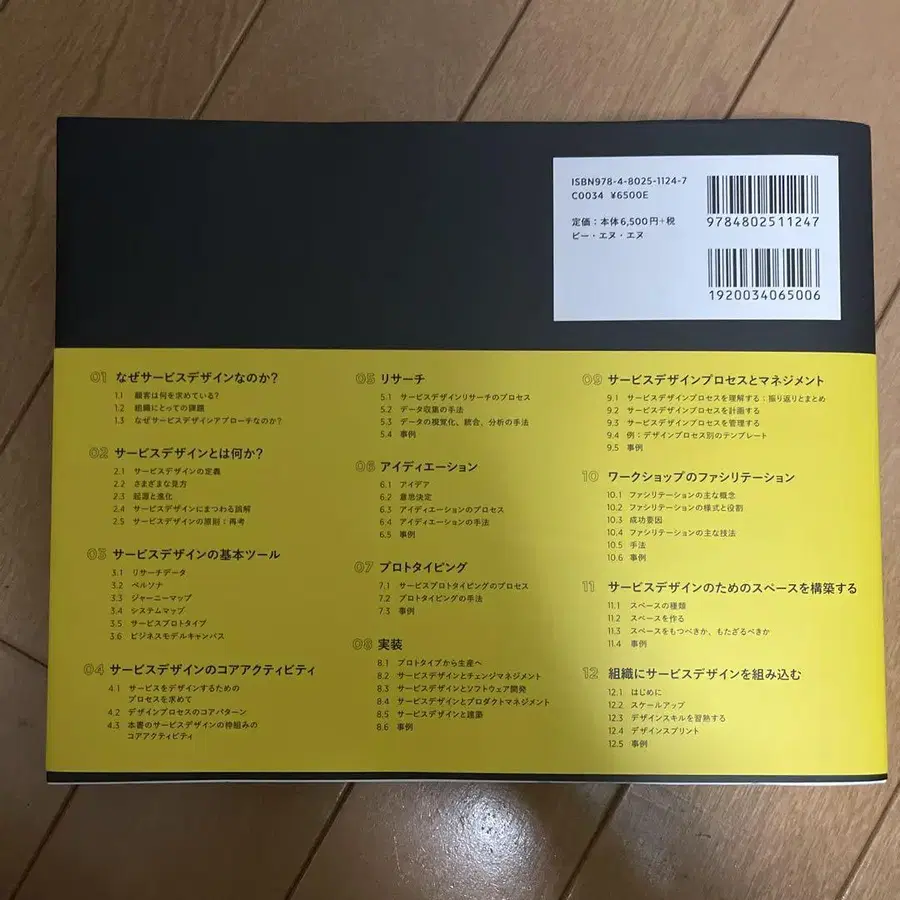 ISBN978-4-8025-1124-7
C0034 ¥6500E
定価：本体6,500円+税
ビー・エヌ・エヌ
9784802511247
1920034065006
01 なぜサービスデザインなのか？
1.1 顧客は何を求めている？
1.2 組織にとっての課題
1.3 なぜサービスデザインアプローチなのか？
02 サービスデザインとは何か？
2.1 サービスデザインの定義
2.2 さまざまな見方
2.3 起源と進化
2.4 サービスデザインにまつわる誤解
2.5 サービスデザインの原則：再考
03 サービスデザインの基本ツール
3.1 リサーチデータ
3.2 ペルソナ
3.3 ジャーニーマップ
3.4 システムマップ
3.5 サービスプロトタイプ
3.6 ビジネスモデルキャンバス
04 サービスデザインのコアアクティビティ
4.1 サービスをデザインするための
プロセスを求めて
4.2 デザインプロセスのコアパターン
4.3 本書のサービスデザインの枠組みの
コアアクティビティ
05 リサーチ
5.1 サービスデザインリサーチのプロセス
5.2 データ収集の手法
5.3 データの視覚化、統合、分析の手法
5.4 事例
06 アイディエーション
6.1 アイデア
6.2 意思決定
6.3 アイディエーションのプロセス
6.4 アイディエーションの手法
6.5 事例
07 プロトタイピング
7.1 サービスプロトタイピングのプロセス
7.2 プロトタイピングの手法
7.3 事例
08 実装
8.1 プロトタイプから生産へ
8.2 サービスデザインとチェンジマネジメント
8.3 サービスデザインとソフトウェア開発
8.4 サービスデザインとプロダクトマネジメント
8.5 サービスデザインと建築
8.6 事例
09 サービスデザインプロセスとマネジメント
9.1 サービスデザインプロセスを理解する：振り返りとまとめ
9.2 サービスデザインプロセスを計画する
9.3 サービスデザインプロセスを管理する
9.4 例：デザインプロセス別のテンプレート
9.5 事例
10 ワークショップのファシリテーション
10.1 ファシリテーションの主な概念
10.2 ファシリテーションの様式と役割
10.3 成功要因
10.4 ファシリテーションの主な技法
10.5 手法
10.6 事例
11 サービスデザインのためのスペースを構築する
11.1 スペースの種類
11.2 スペースを作る
11.3 スペースをもつべきか、もたざるべきか
11.4 事例
12 組織にサービスデザインを組み込む
12.1 はじめに
12.2 スケールアップ
12.3 デザインスキルを習熟する
12.4 デザインスプリント
12.5 事例